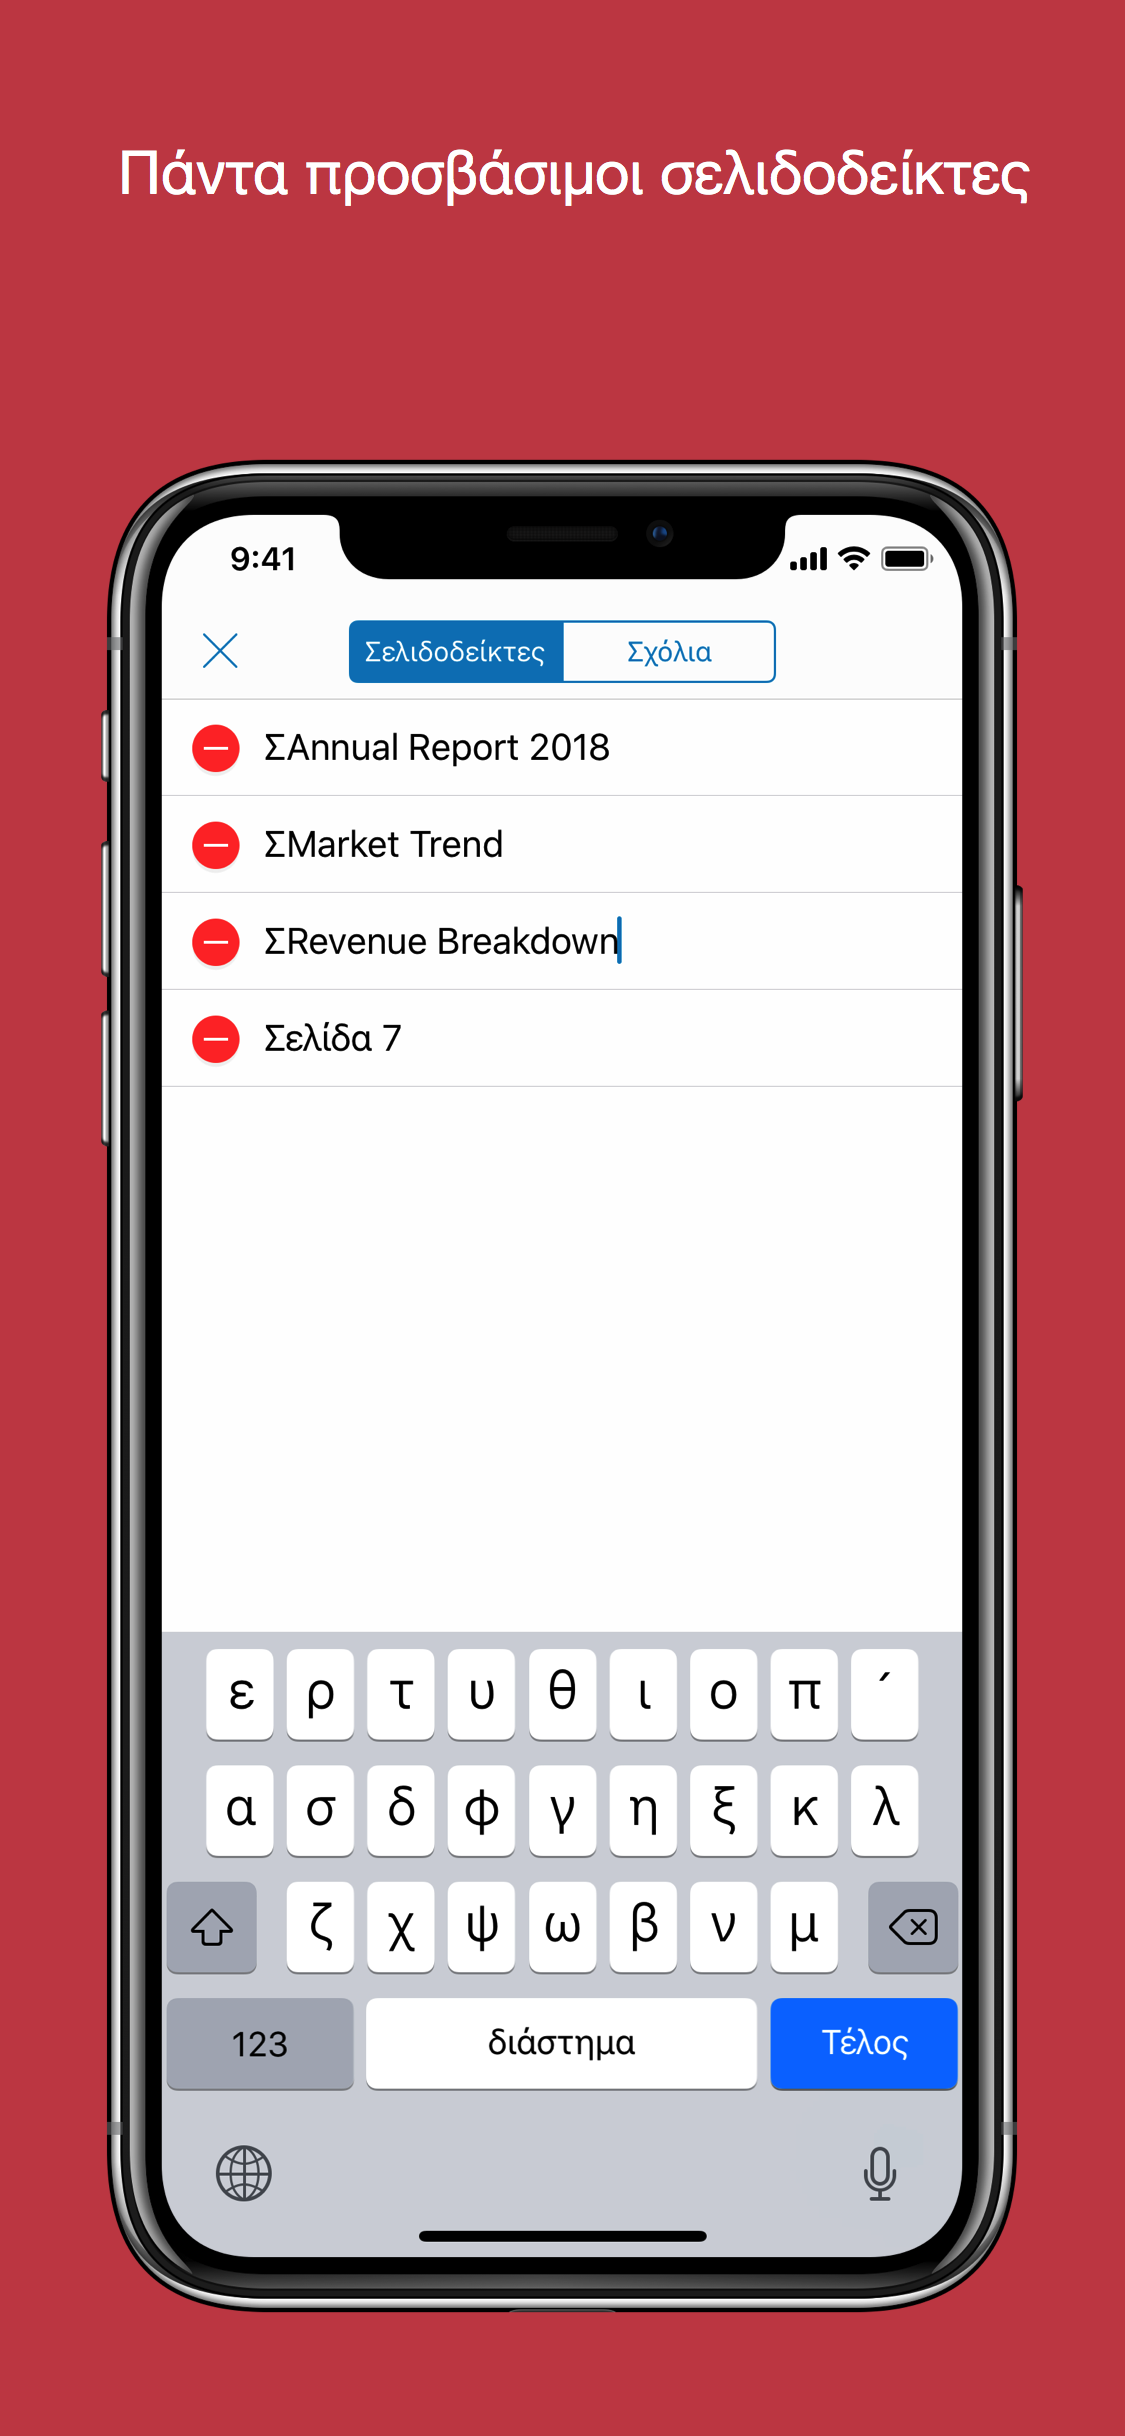 Πάντα προσβάσιμοι σελιδοδείκτες
9:41
Σελιδοδείκτες Σχόλια
ΣAnnual Report 2018
ΣMarket Trend
ΣRevenue Breakdown
Σελίδα 7
ε ρ τ υ θ ι ο π ´
α σ δ φ γ η ξ κ λ
ζ χ ψ ω β ν μ
123 διάστημα Τέλος